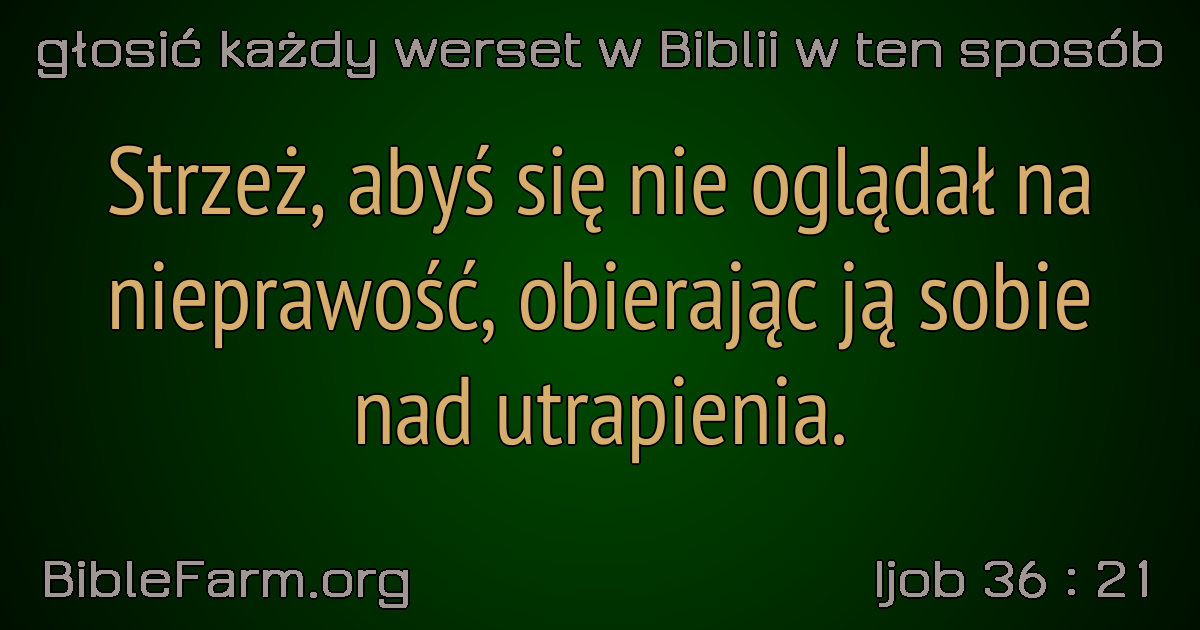 głosić każdy werset w Biblii w ten sposób
Strzeż, abyś się nie oglądał na
nieprawość, obierając ją sobie
nad utrapienia.
BibleFarm.org
Ijob 36 : 21